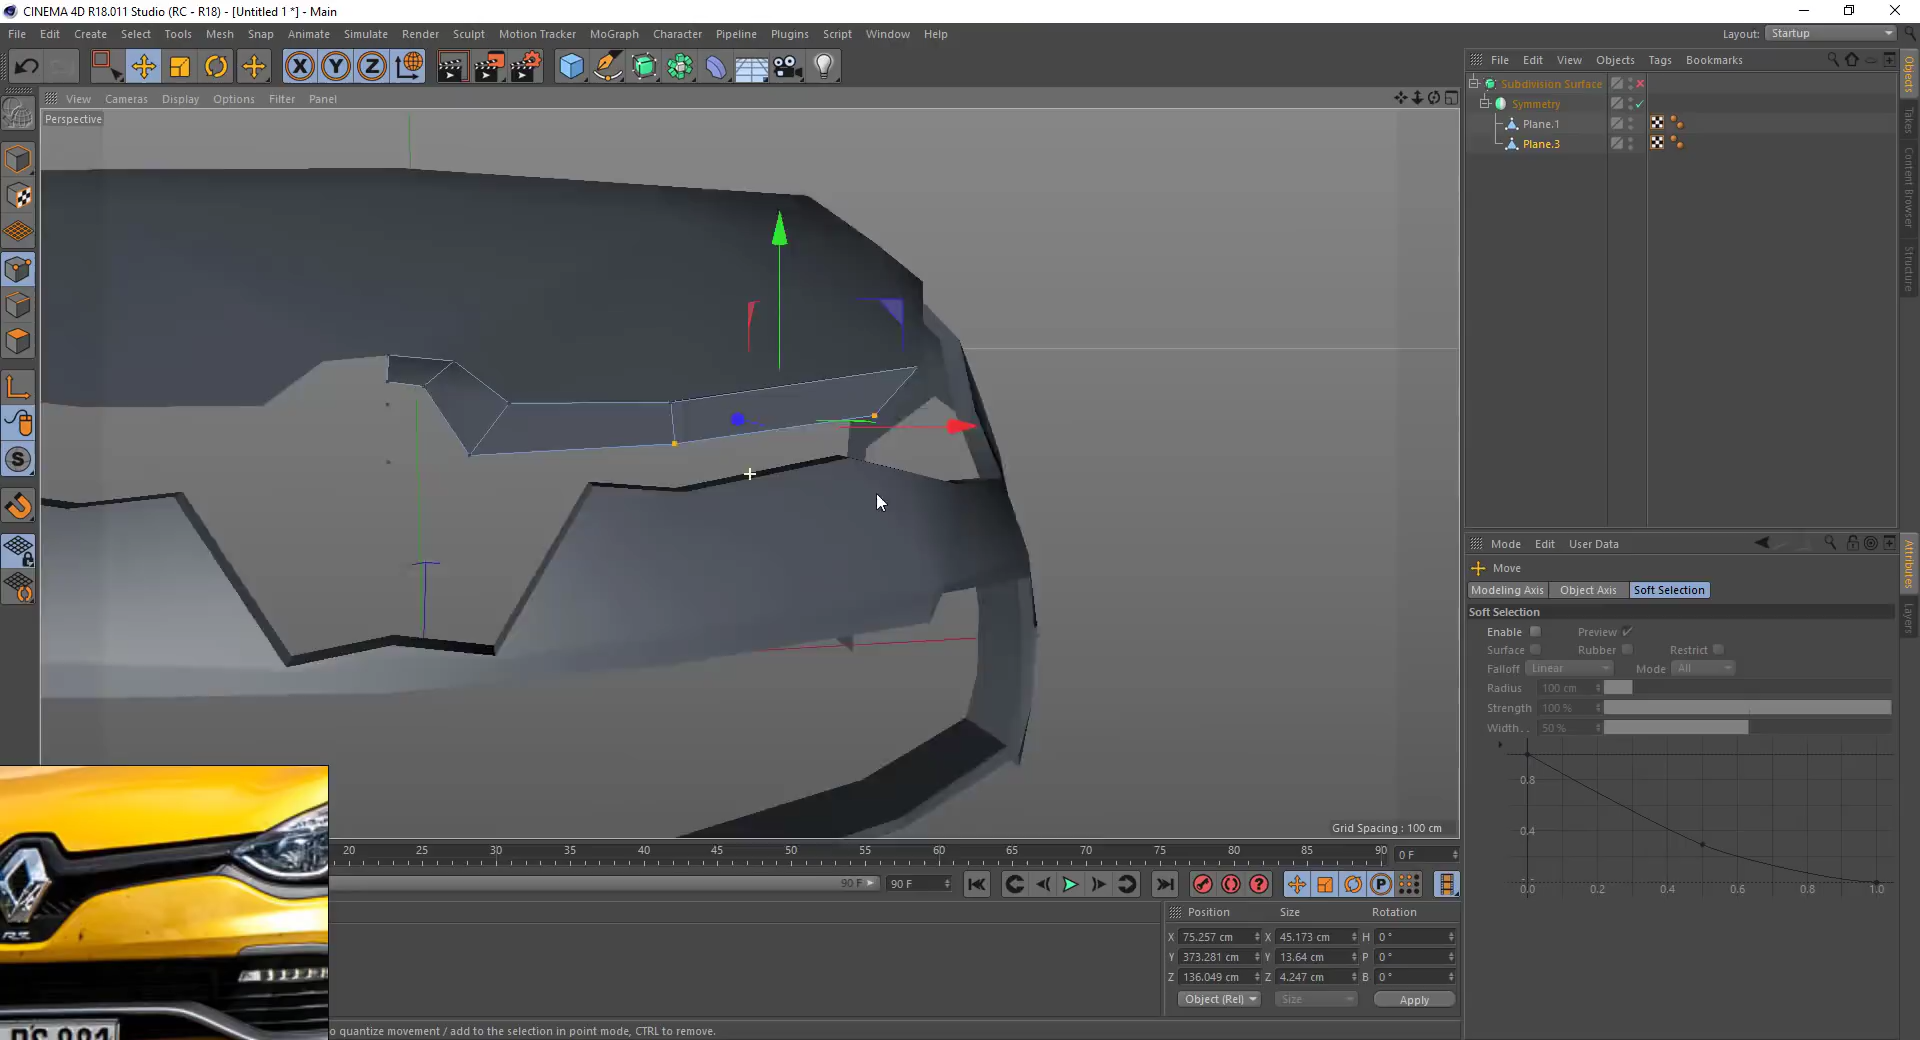 CINEMA 4D R18.011 Studio (RC - R18) - [Untitled 1 *] - Main
File Edit Create Select Tools Mesh Snap Animate Simulate Render Sculpt Motion Tracker MoGraph Character Pipeline Plugins Script Window Help
Layout: Startup
View Cameras Display Options Filter Panel
Perspective
X Y Z
S
Grid Spacing : 100 cm
20 25 30 35 40 45 50 55 60 65 70 75 80 85 90
0 F
90 F
90 F
P
Position Size Rotation
X 75.257 cm X 45.173 cm H 0 °
Y 373.281 cm Y 13.64 cm P 0 °
Z 136.049 cm Z 4.247 cm B 0 °
Object (Rel) Size Apply
o quantize movement / add to the selection in point mode, CTRL to remove.
File Edit View Objects Tags Bookmarks
Subdivision Surface
Symmetry
Plane.1
Plane.3
Objects
Takes
Content Browser
Structure
Mode Edit User Data
Move
Modeling Axis Object Axis Soft Selection
Soft Selection
Enable Preview
Surface Rubber Restrict
Falloff Linear Mode All
Radius 100 cm
Strength 100 %
Width.. 50 %
0.8
0.4
0.0 0.2 0.4 0.6 0.8 1.0
Attributes
Layers